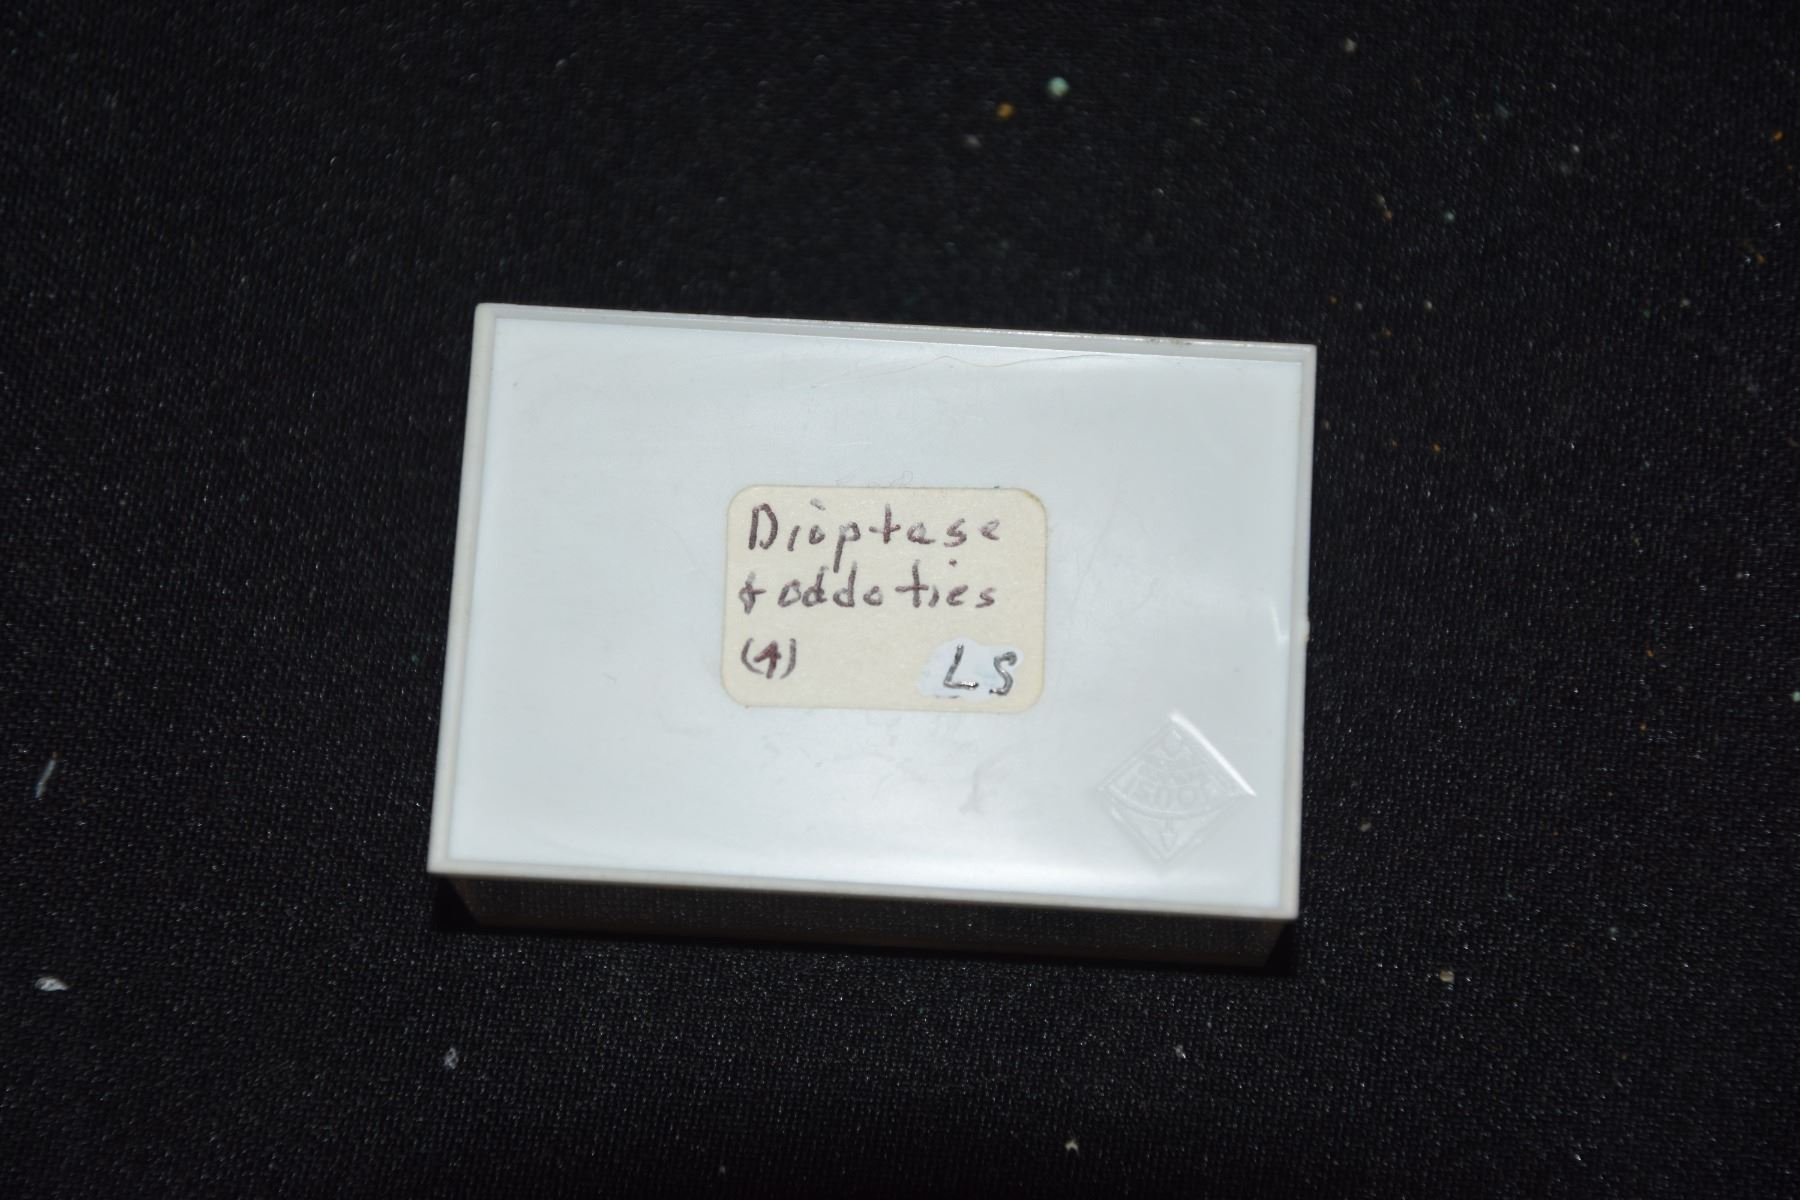 Dioptase
& oddoties
(4) LS